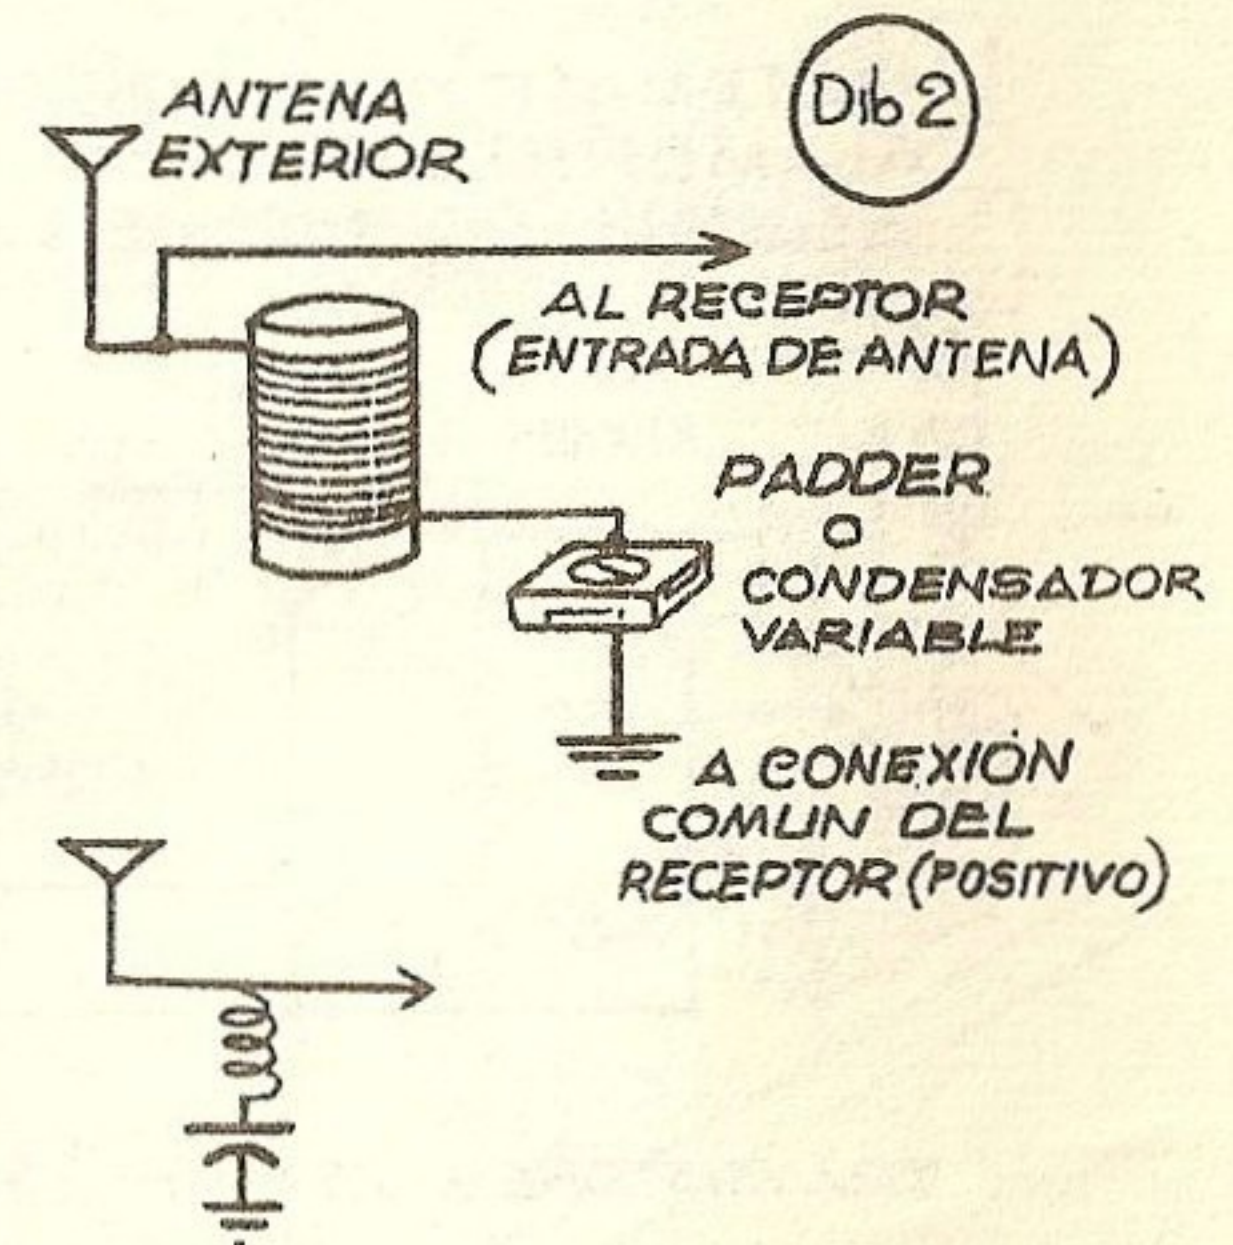 Dib 2
ANTENA
EXTERIOR
AL RECEPTOR
(ENTRADA DE ANTENA)
PADDER
O
CONDENSADOR
VARIABLE
A CONEXIÓN
COMUN DEL
RECEPTOR (POSITIVO)